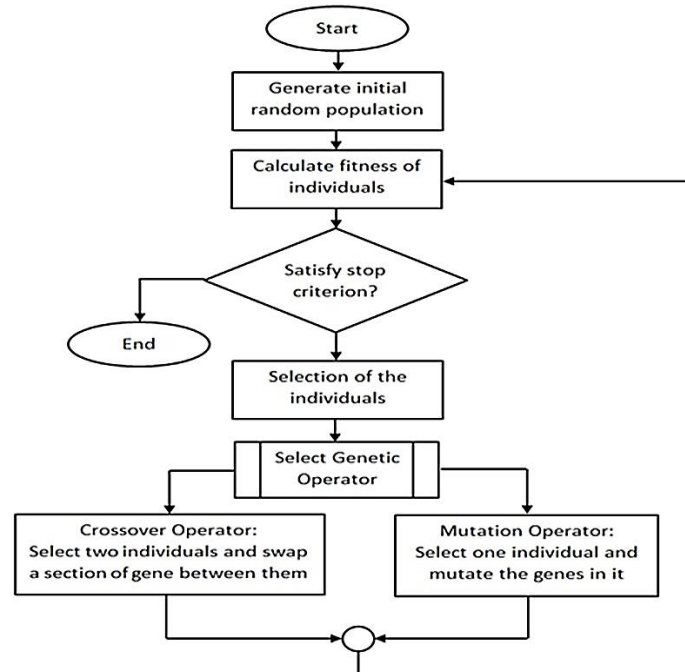 Start
Generate initial
random population
Calculate fitness of
individuals
Satisfy stop
criterion?
End
Selection of the
individuals
Select Genetic
Operator
Crossover Operator:
Select two individuals and swap
a section of gene between them
Mutation Operator:
Select one individual and
mutate the genes in it